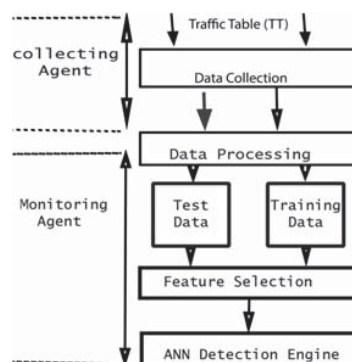 Traffic Table (TT)
collecting
Agent
Data Collection
Data Processing
Monitoring
Agent
Test
Data
Training
Data
Feature Selection
ANN Detection Engine